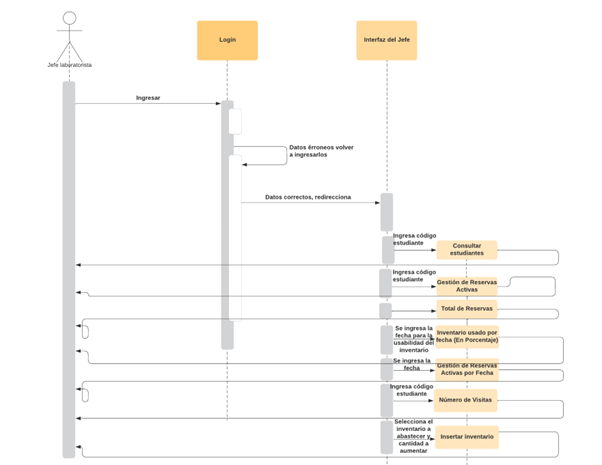 Login
Interfaz del Jefe
Jefe laboratorista
Ingresar
Datos érroneos volver
a ingresarlos
Datos correctos, redirecciona
Ingresa código
estudiante
Consultar
estudiantes
Ingresa código
estudiante
Gestión de Reservas
Activas
Total de Reservas
Se ingresa la
fecha para la
usabilidad del
inventario
Inventario usado por
fecha (En Porcentaje)
Se ingresa la
fecha
Gestión de Reservas
Activas por Fecha
Ingresa código
estudiante
Número de Visitas
Selecciona el
inventario a
abastecer y
cantidad a
aumentar
Insertar inventario